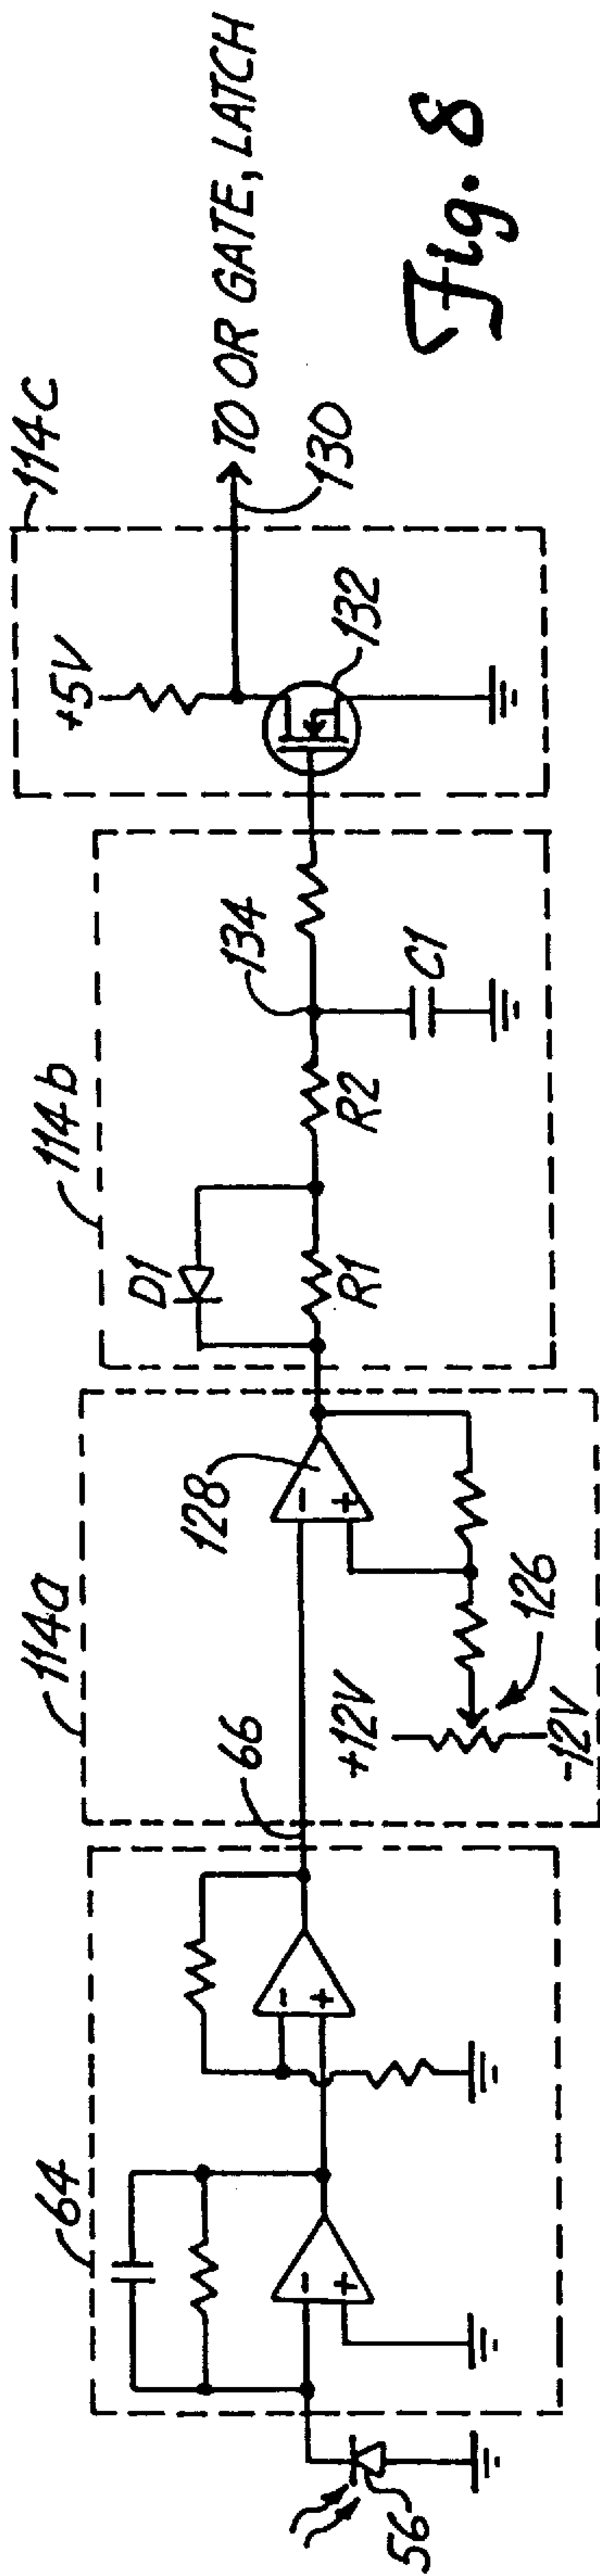 64
56
-
+
-
+
66
114a
128
-
+
+12V
-12V
126
114b
D1
R1
R2
134
C1
114c
+5V
132
130
TO OR GATE, LATCH
Fig. 8